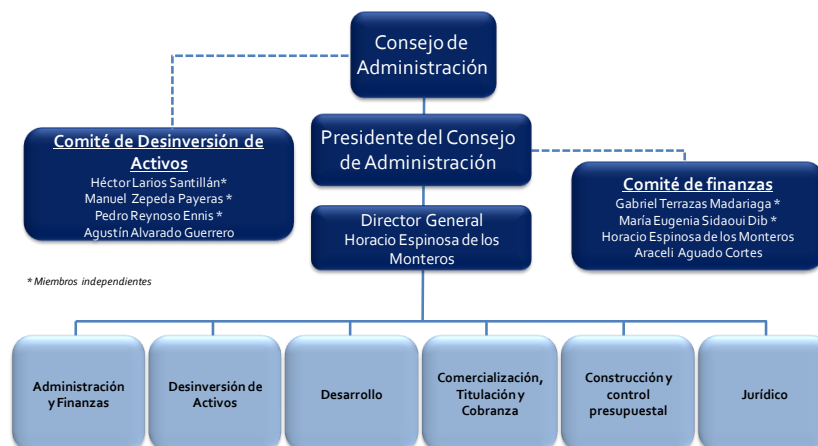 Consejo de
Administración
Presidente del Consejo
de Administración
Comité de Desinversión de
Activos
Héctor Larios Santillán*
Manuel Zepeda Payeras *
Pedro Reynoso Ennis *
Agustín Alvarado Guerrero
Comité de finanzas
Gabriel Terrazas Madariaga *
María Eugenia Sidaoui Dib *
Horacio Espinosa de los Monteros
Araceli Aguado Cortes
Director General
Horacio Espinosa de los
Monteros
* Miembros independientes
Administración
y Finanzas
Desinversión de
Activos
Desarrollo
Comercialización,
Titulación y
Cobranza
Construcción y
control
presupuestal
Jurídico